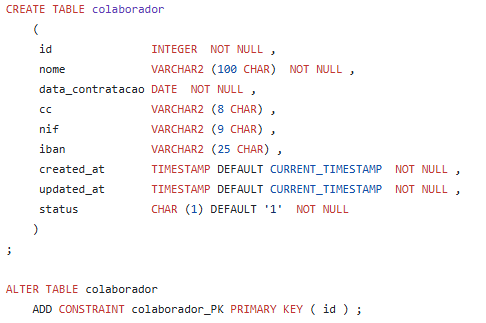 CREATE TABLE colaborador
    (
     id              INTEGER  NOT NULL ,
     nome            VARCHAR2 (100 CHAR)  NOT NULL ,
     data_contratacao DATE  NOT NULL ,
     cc              VARCHAR2 (8 CHAR) ,
     nif             VARCHAR2 (9 CHAR) ,
     iban            VARCHAR2 (25 CHAR) ,
     created_at      TIMESTAMP DEFAULT CURRENT_TIMESTAMP  NOT NULL ,
     updated_at      TIMESTAMP DEFAULT CURRENT_TIMESTAMP  NOT NULL ,
     status          CHAR (1) DEFAULT '1'  NOT NULL
    )
;

ALTER TABLE colaborador
    ADD CONSTRAINT colaborador_PK PRIMARY KEY ( id ) ;